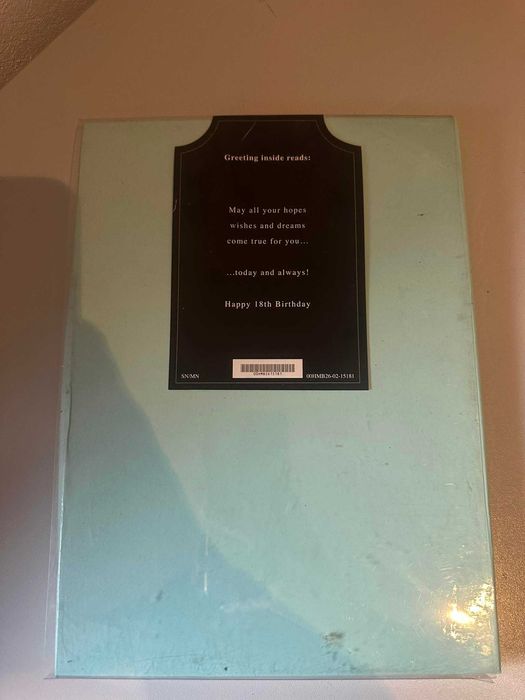 Greeting inside reads:
May all your hopes
wishes and dreams
come true for you...
...today and always!
Happy 18th Birthday
SN/MN
00HMB26-02-15181